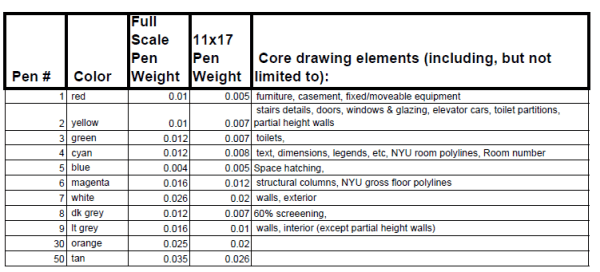 Full
Scale 11x17
Pen Pen Core drawing elements (including, but not
Pen # Color Weight Weight limited to):
1 red 0.01 0.005 furniture, casement, fixed/moveable equipment
stairs details, doors, windows & glazing, elevator cars, toilet partitions,
2 yellow 0.01 0.007 partial height walls
3 green 0.012 0.007 toilets,
4 cyan 0.012 0.008 text, dimensions, legends, etc, NYU room polylines, Room number
5 blue 0.004 0.005 Space hatching,
6 magenta 0.016 0.012 structural columns, NYU gross floor polylines
7 white 0.026 0.02 walls, exterior
8 dk grey 0.012 0.007 60% screeening,
9 lt grey 0.016 0.01 walls, interior (except partial height walls)
30 orange 0.025 0.02
50 tan 0.035 0.026